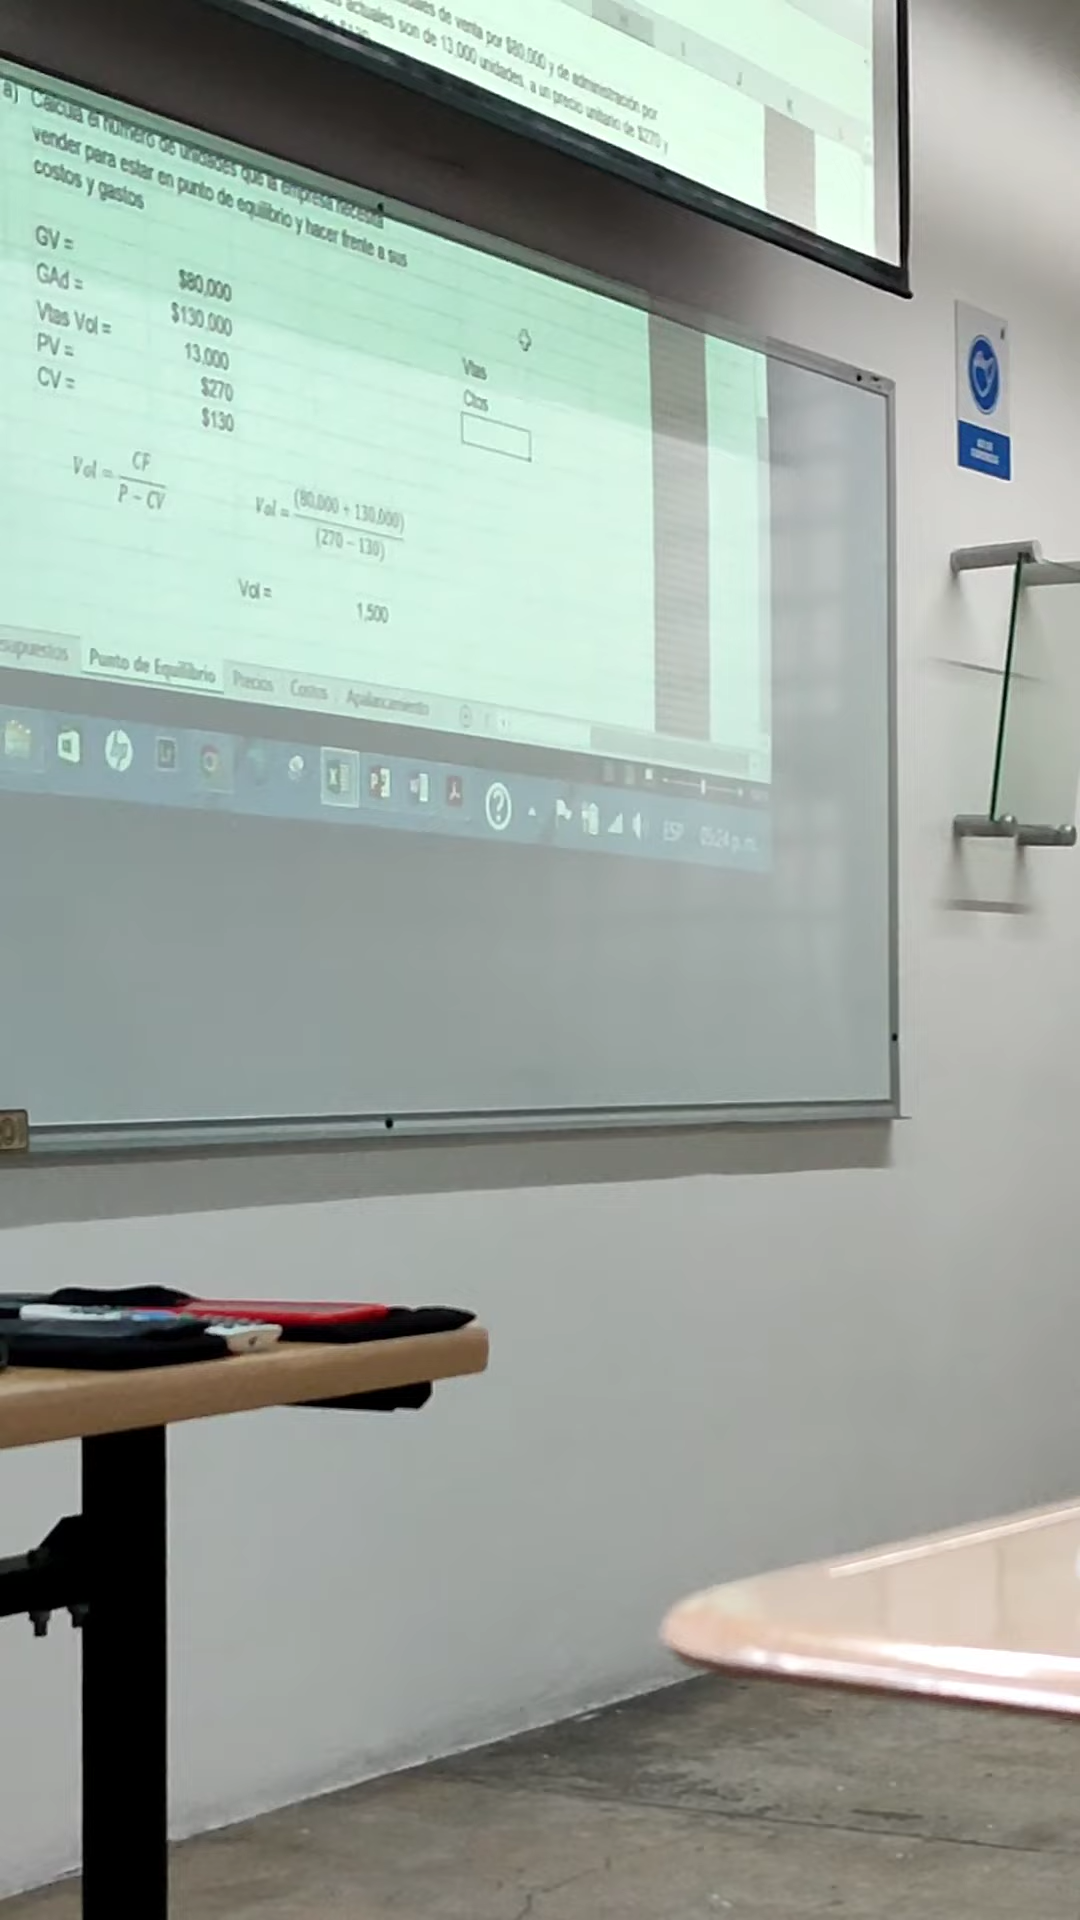 de venta por $80,000 y de administración por
actuales son de 13,000 unidades, a un precio unitario de $270 y
a) Calcula el número de unidades que la empresa necesita
vender para estar en punto de equilibrio y hacer frente a sus
costos y gastos
GV = $80,000
GAd = $130,000
Vtas Vol = 13,000
PV = $270
CV = $130
Vtas
Ctos
Vol = CF / P - CV
Vol = (80,000 + 130,000) / (270 - 130)
Vol = 1,500
Punto de Equilibrio Precios Costos Apalancamiento
ESP 05:24 p.m.